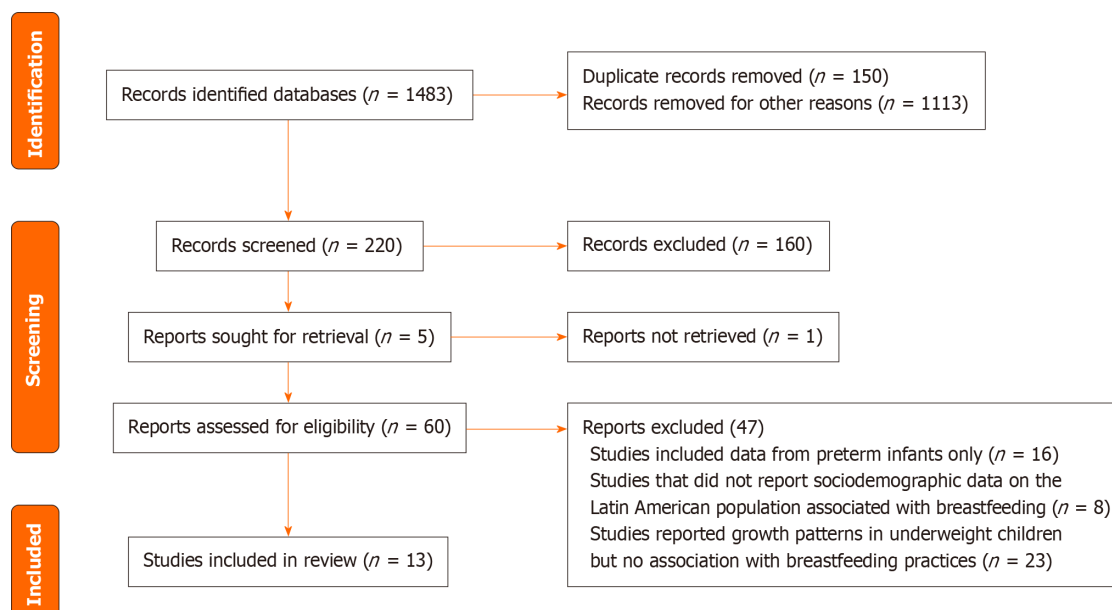 Identification
Records identified databases (n = 1483)
Duplicate records removed (n = 150)
Records removed for other reasons (n = 1113)
Screening
Records screened (n = 220)
Records excluded (n = 160)
Reports sought for retrieval (n = 5)
Reports not retrieved (n = 1)
Reports assessed for eligibility (n = 60)
Reports excluded (47)
Studies included data from preterm infants only (n = 16)
Studies that did not report sociodemographic data on the
Latin American population associated with breastfeeding (n = 8)
Studies reported growth patterns in underweight children
but no association with breastfeeding practices (n = 23)
Included
Studies included in review (n = 13)